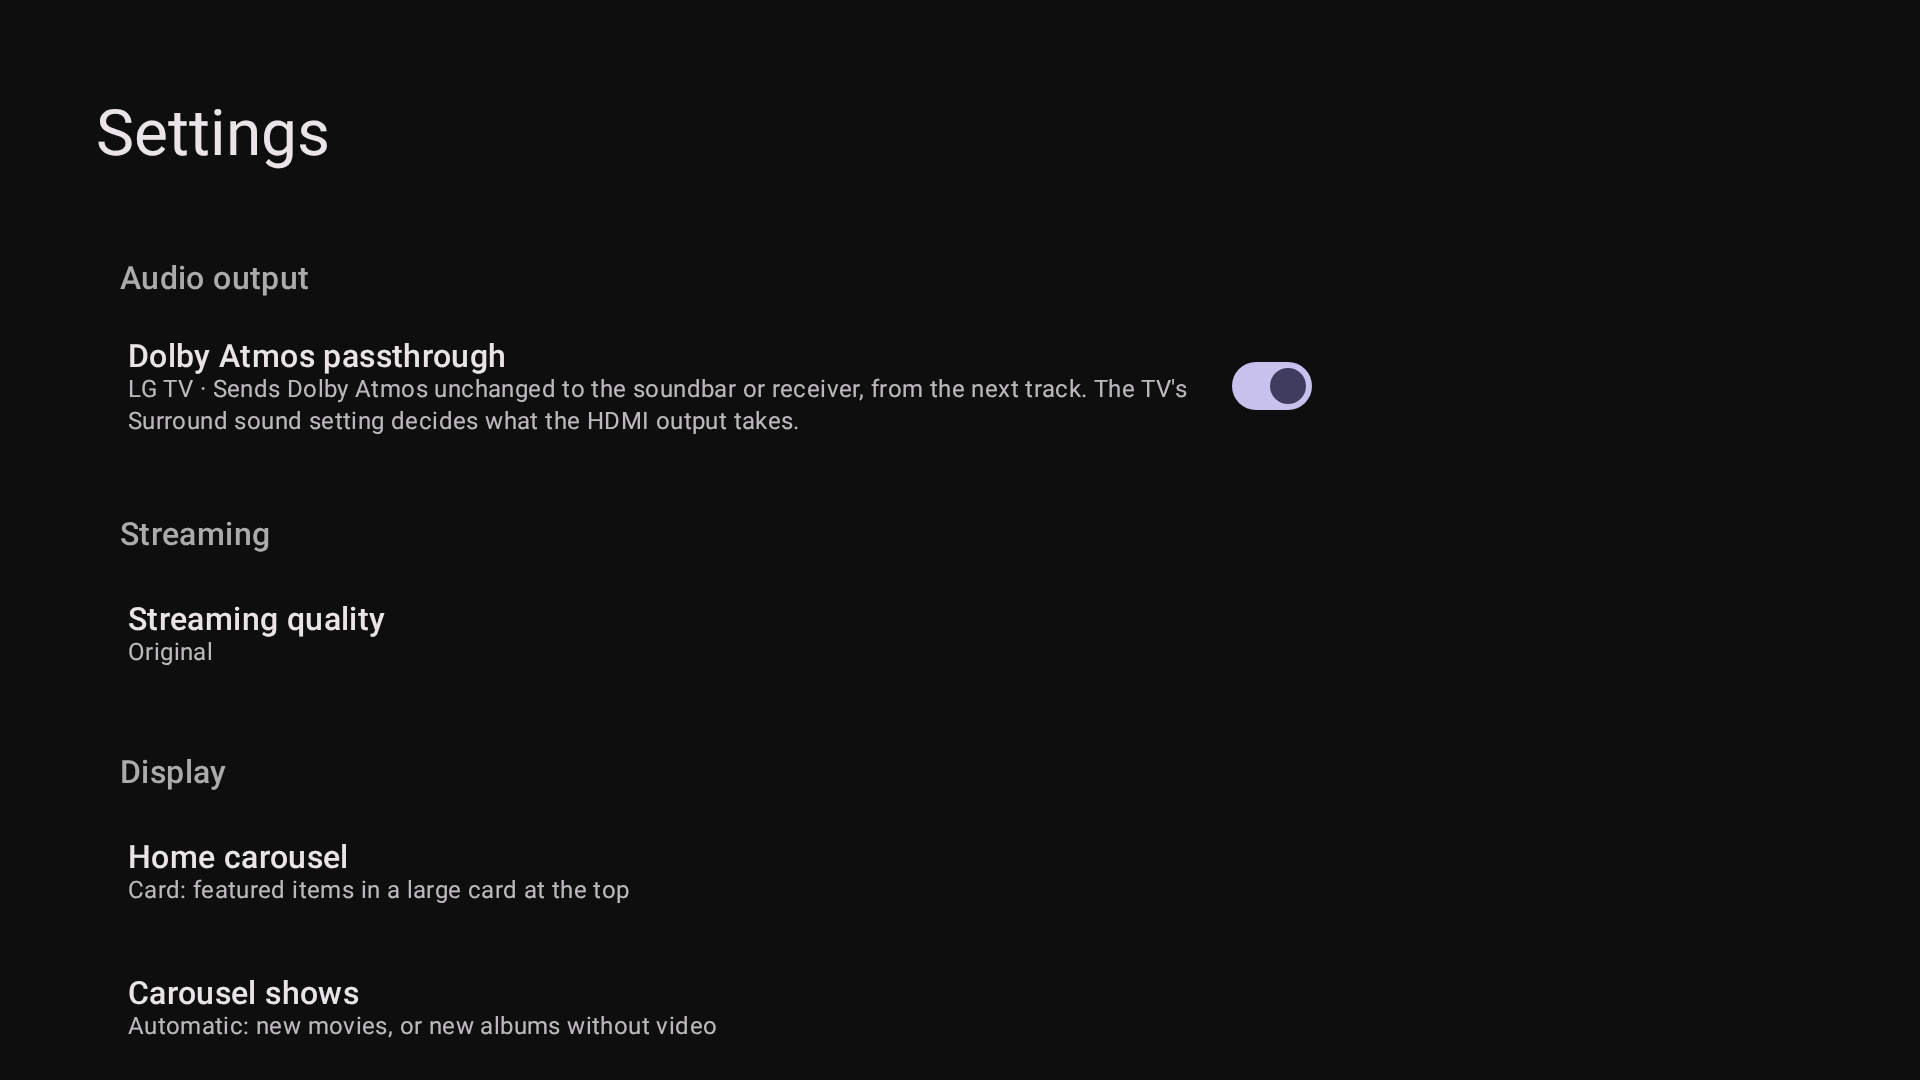 Settings
Audio output
Dolby Atmos passthrough
LG TV · Sends Dolby Atmos unchanged to the soundbar or receiver, from the next track. The TV's
Surround sound setting decides what the HDMI output takes.
Streaming
Streaming quality
Original
Display
Home carousel
Card: featured items in a large card at the top
Carousel shows
Automatic: new movies, or new albums without video